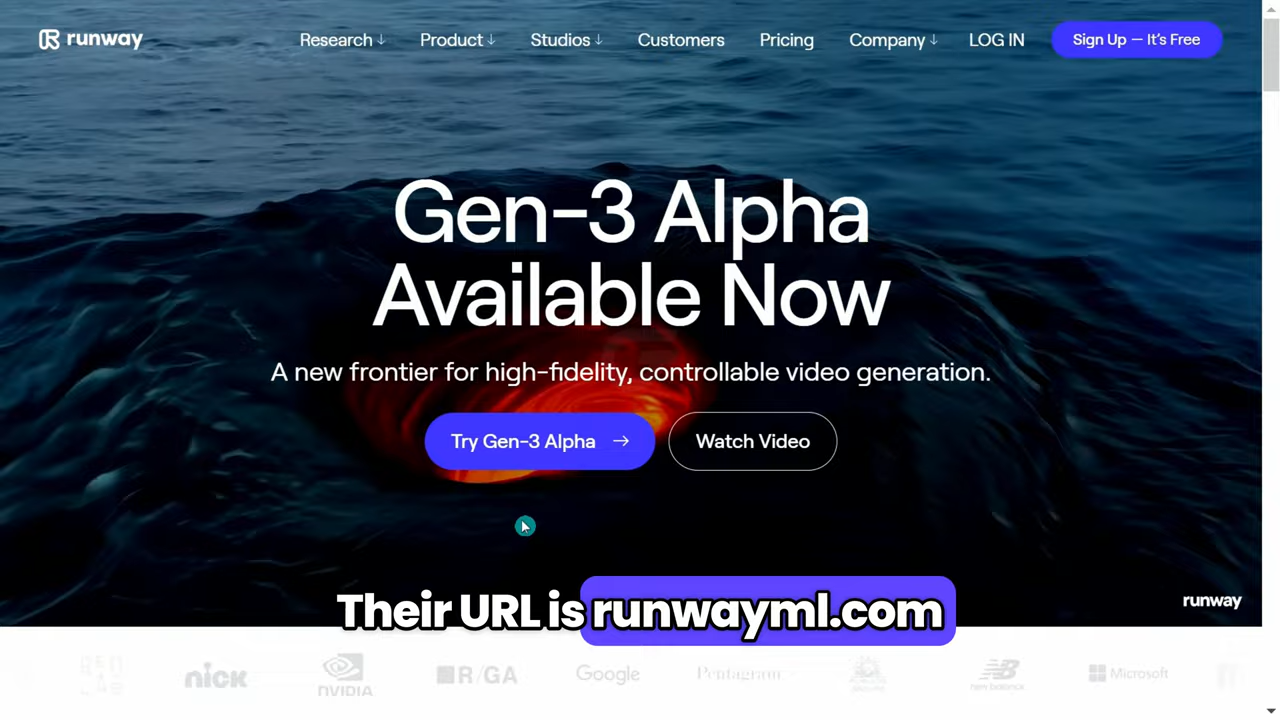 runway
Research ↓ Product ↓ Studios ↓ Customers Pricing Company ↓ LOG IN Sign Up — It's Free
Gen-3 Alpha
Available Now
A new frontier for high-fidelity, controllable video generation.
Try Gen-3 Alpha → Watch Video
Their URL is runwayml.com
runway
nick NVIDIA R/GA Google Pentagram new balance Microsoft